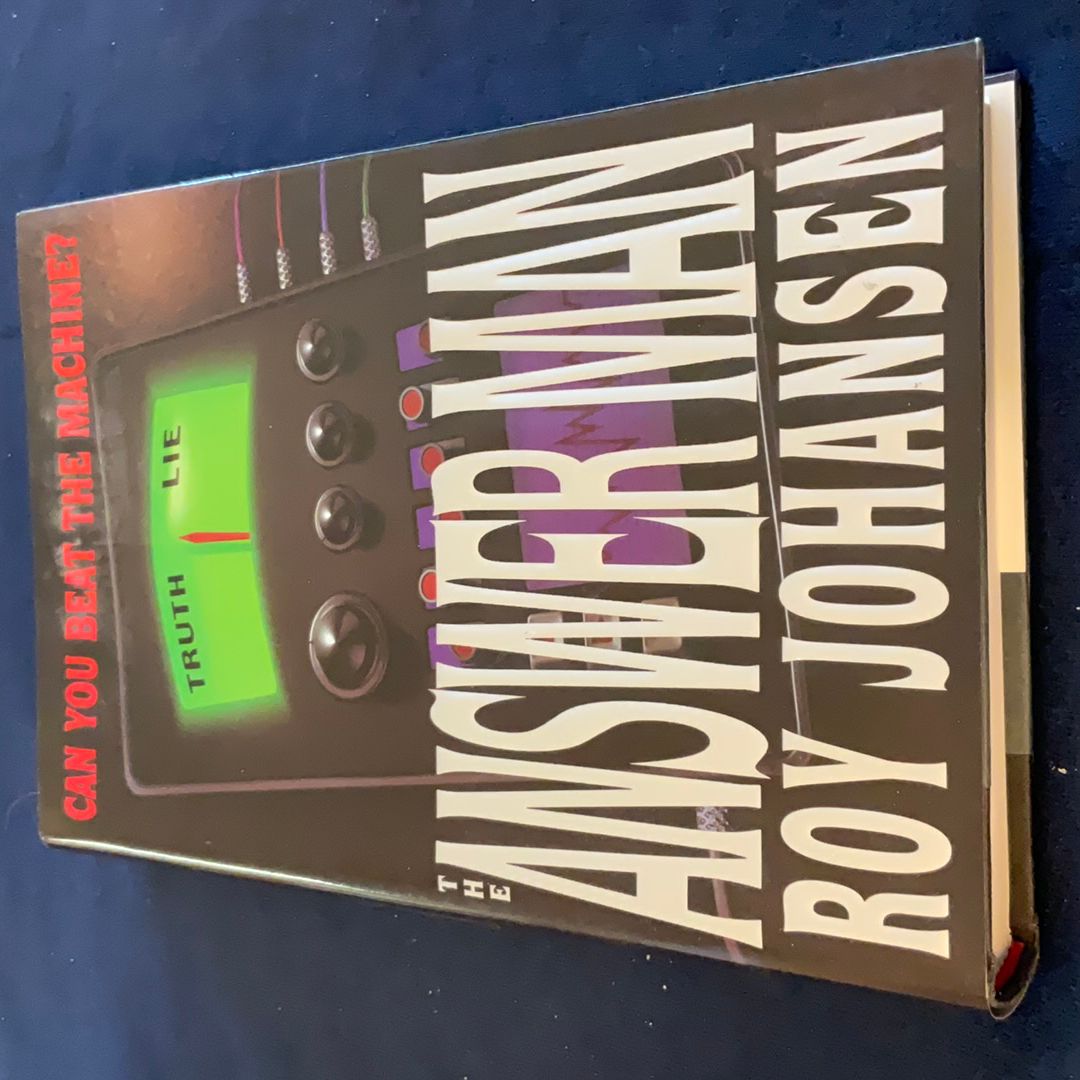 CAN YOU BEAT THE MACHINE?
TRUTH LIE
THE
ANSWER MAN
ROY JOHANSEN